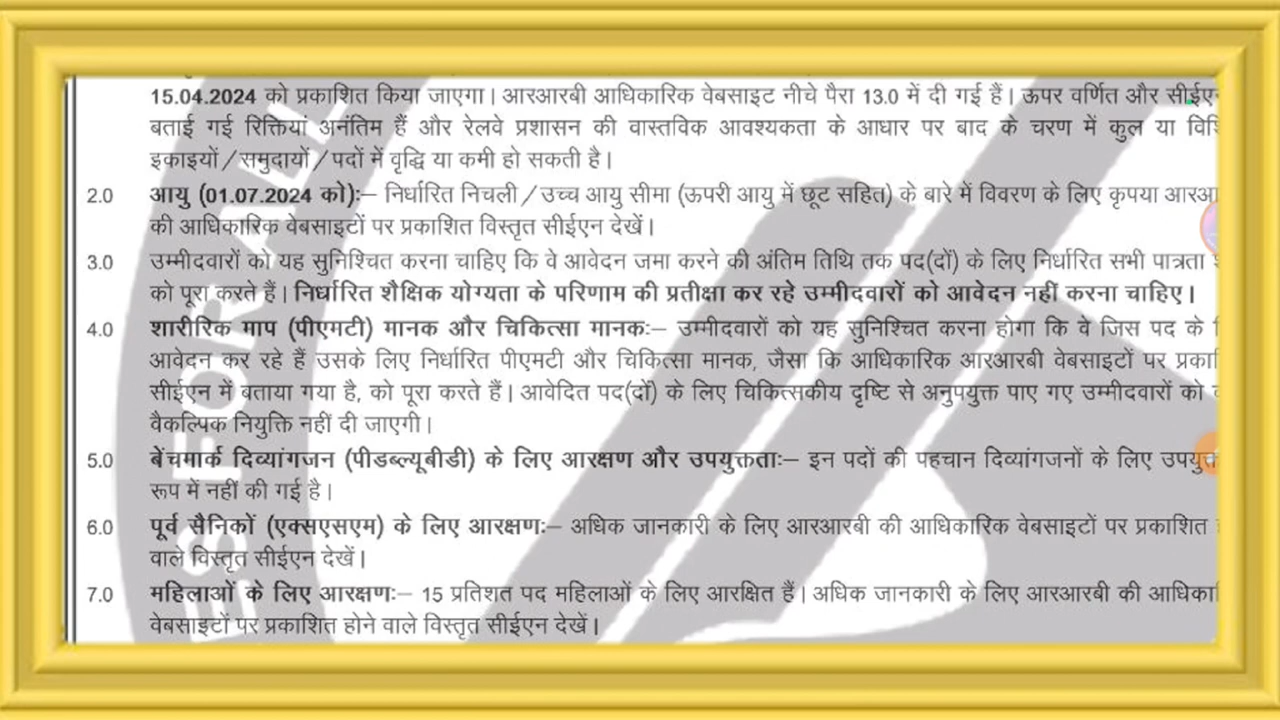 15.04.2024 को प्रकाशित किया जाएगा। आरआरबी आधिकारिक वेबसाइट नीचे पैरा 13.0 में दी गई हैं। ऊपर वर्णित और
बताई गई रिक्तियां अनंतिम हैं और रेलवे प्रशासन की वास्तविक आवश्यकता के आधार पर बाद के चरण में कुल या
इकाइयों/समुदायों/पदों में वृद्धि या कमी हो सकती है।
2.0 आयु (01.07.2024 को):– निर्धारित निचली/उच्च आयु सीमा (ऊपरी आयु में छूट सहित) के बारे में विवरण के लिए कृपया
की आधिकारिक वेबसाइटों पर प्रकाशित विस्तृत सीईएन देखें।
3.0 उम्मीदवारों को यह सुनिश्चित करना चाहिए कि वे आवेदन जमा करने की अंतिम तिथि तक पद(दों) के लिए निर्धारित सभी पात्रता
को पूरा करते हैं। निर्धारित शैक्षिक योग्यता के परिणाम की प्रतीक्षा कर रहे उम्मीदवारों को आवेदन नहीं करना चाहिए।
4.0 शारीरिक माप (पीएमटी) मानक और चिकित्सा मानक:– उम्मीदवारों को यह सुनिश्चित करना होगा कि वे जिस पद के
आवेदन कर रहे हैं उसके लिए निर्धारित पीएमटी और चिकित्सा मानक, जैसा कि आधिकारिक आरआरबी वेबसाइटों पर
सीईएन में बताया गया है, को पूरा करते हैं। आवेदित पद(दों) के लिए चिकित्सकीय दृष्टि से अनुपयुक्त पाए गए उम्मीदवारों को
वैकल्पिक नियुक्ति नहीं दी जाएगी।
5.0 बेंचमार्क दिव्यांगजन (पीडब्ल्यूबीडी) के लिए आरक्षण और उपयुक्तता:– इन पदों की पहचान दिव्यांगजनों के लिए
रूप में नहीं की गई है।
6.0 पूर्व सैनिकों (एक्सएसएम) के लिए आरक्षण:– अधिक जानकारी के लिए आरआरबी की आधिकारिक वेबसाइटों पर प्रकाशित
वाले विस्तृत सीईएन देखें।
7.0 महिलाओं के लिए आरक्षण:– 15 प्रतिशत पद महिलाओं के लिए आरक्षित हैं। अधिक जानकारी के लिए आरआरबी की
वेबसाइटों पर प्रकाशित होने वाले विस्तृत सीईएन देखें।